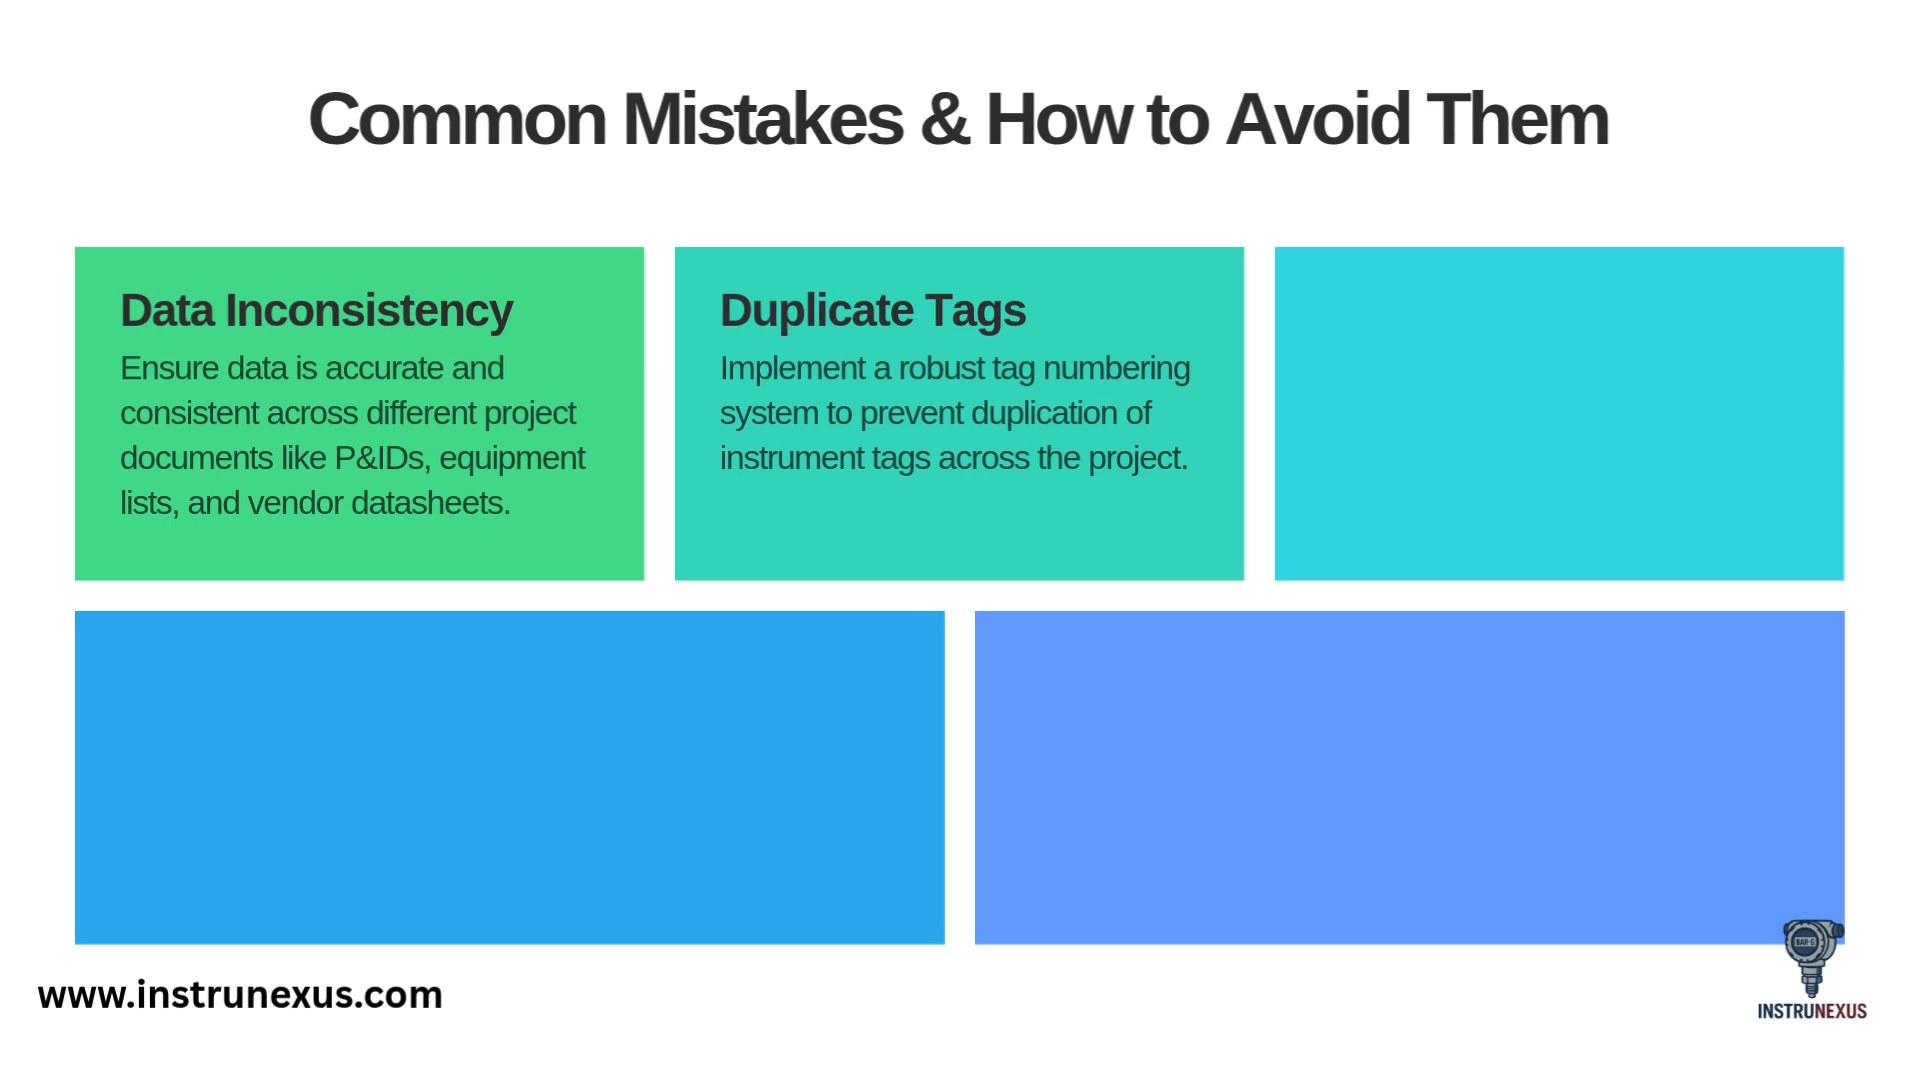 Common Mistakes & How to Avoid Them
Data Inconsistency
Ensure data is accurate and
consistent across different project
documents like P&IDs, equipment
lists, and vendor datasheets.
Duplicate Tags
Implement a robust tag numbering
system to prevent duplication of
instrument tags across the project.
www.instrunexus.com
BAR-G
INSTRUNEXUS